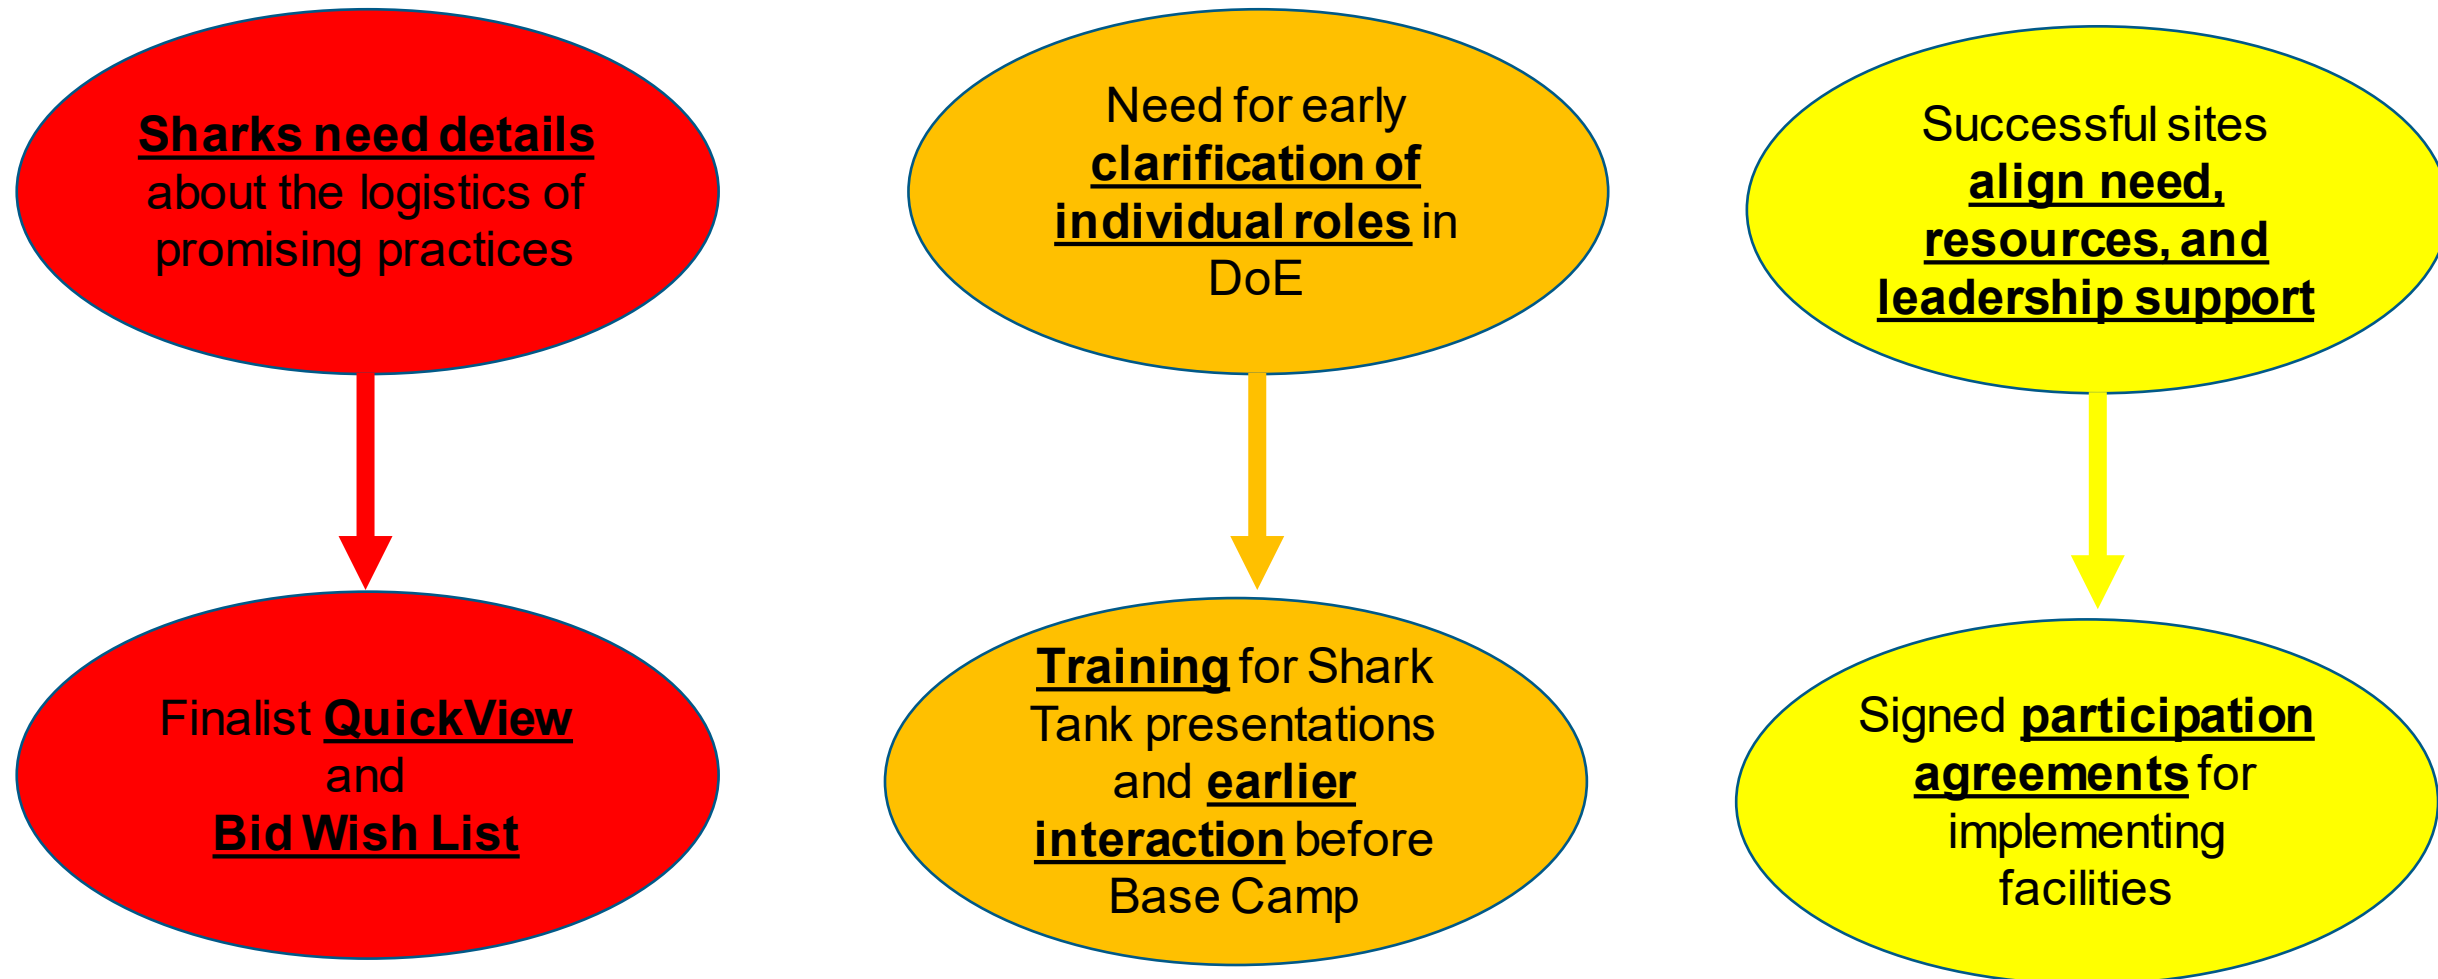 Sharks need details
about the logistics of
promising practices
Need for early
clarification of
individual roles in
DoE
Successful sites
align need,
resources, and
leadership support
Finalist QuickView
and
Bid Wish List
Training for Shark
Tank presentations
and earlier
interaction before
Base Camp
Signed participation
agreements for
implementing
facilities